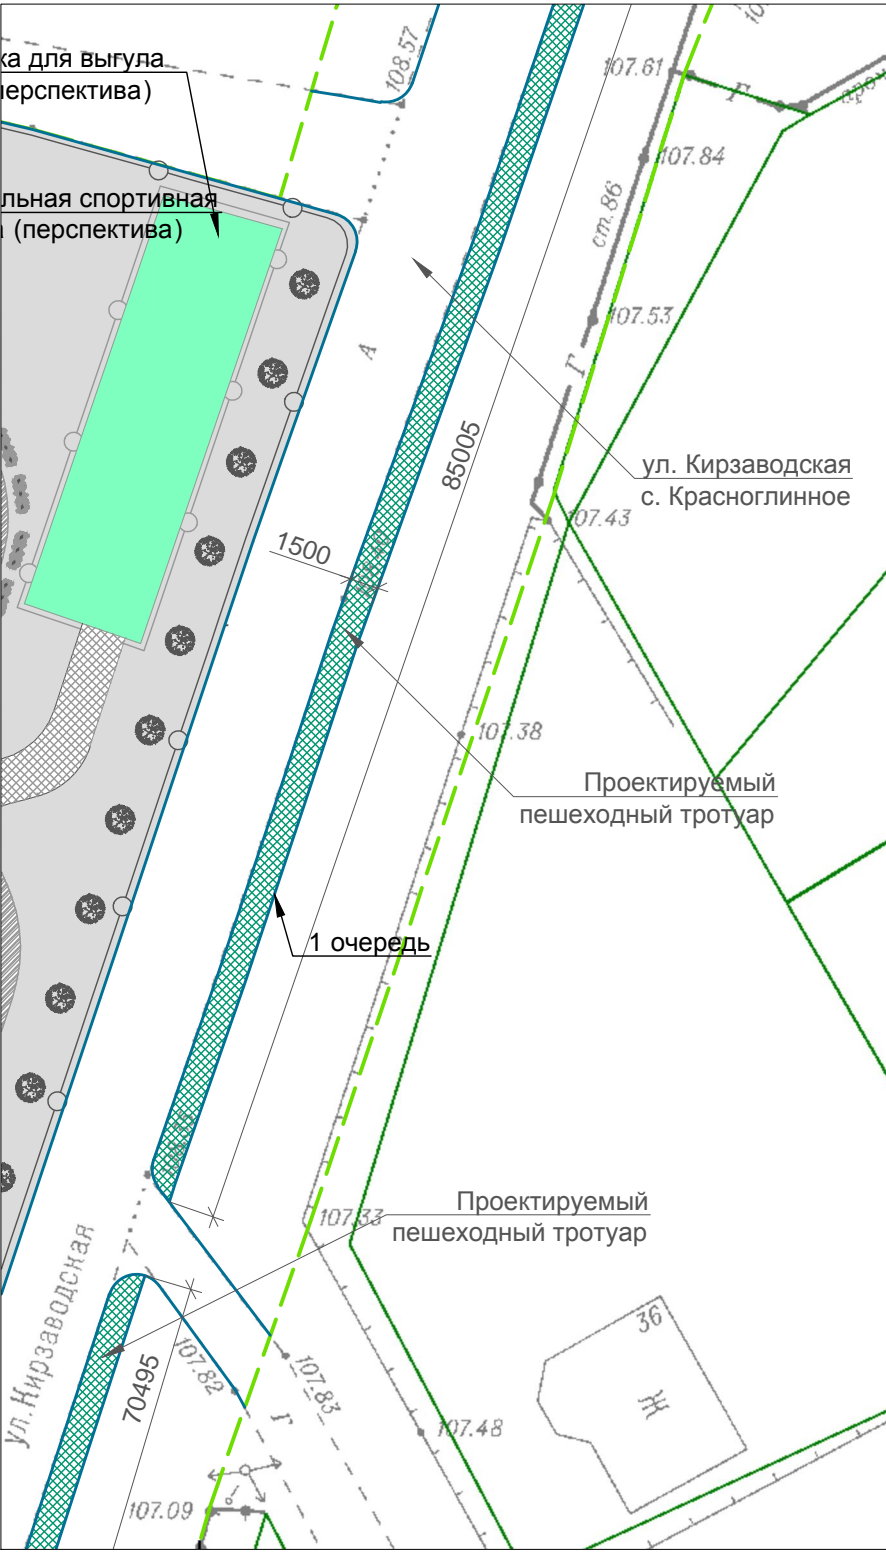 108.57
ка для выгула
перспектива)
107.61
Г
107.84
льная спортивная
(перспектива)
ст.86
107.53
Г
А
85005
ул. Кирзаводская
с. Красноглинное
107.43
1500
107.38
Проектируемый
пешеходный тротуар
1 очередь
Проектируемый
пешеходный тротуар
107.33
ул.Кирзаводская
70495
107.82
107.83
Г
36
Ж
107.48
107.09